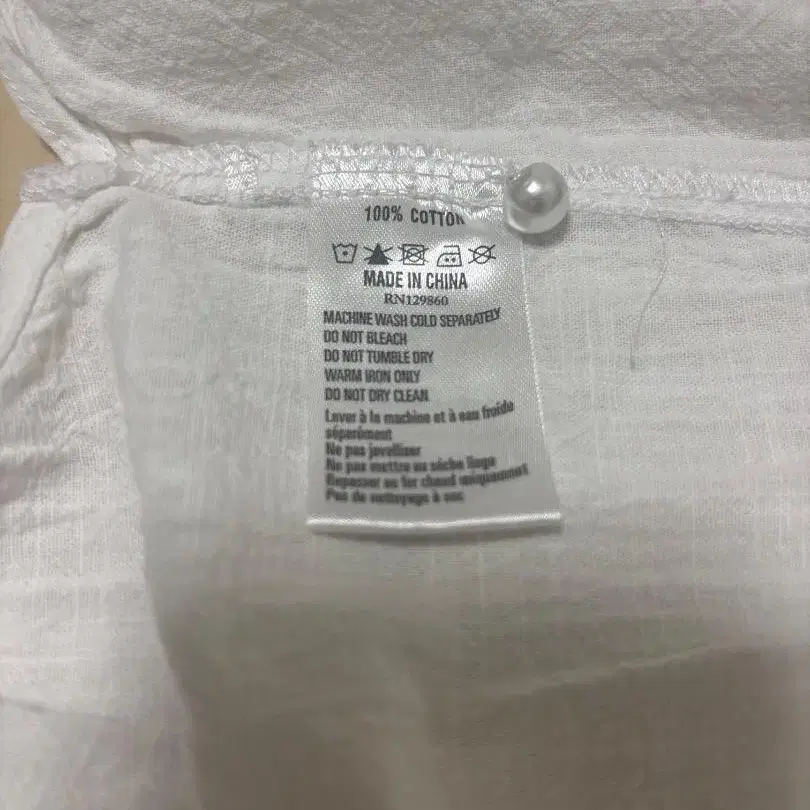 100% COTTON
MADE IN CHINA
RN129860
MACHINE WASH COLD SEPARATELY
DO NOT BLEACH
DO NOT TUMBLE DRY
WARM IRON ONLY
DO NOT DRY CLEAN
Laver à la machine et à eau froide
séparément
Ne pas javelliser
Ne pas mettre au sèche linge
Repasser au fer chaud uniquement
Pas de nettoyage à sec